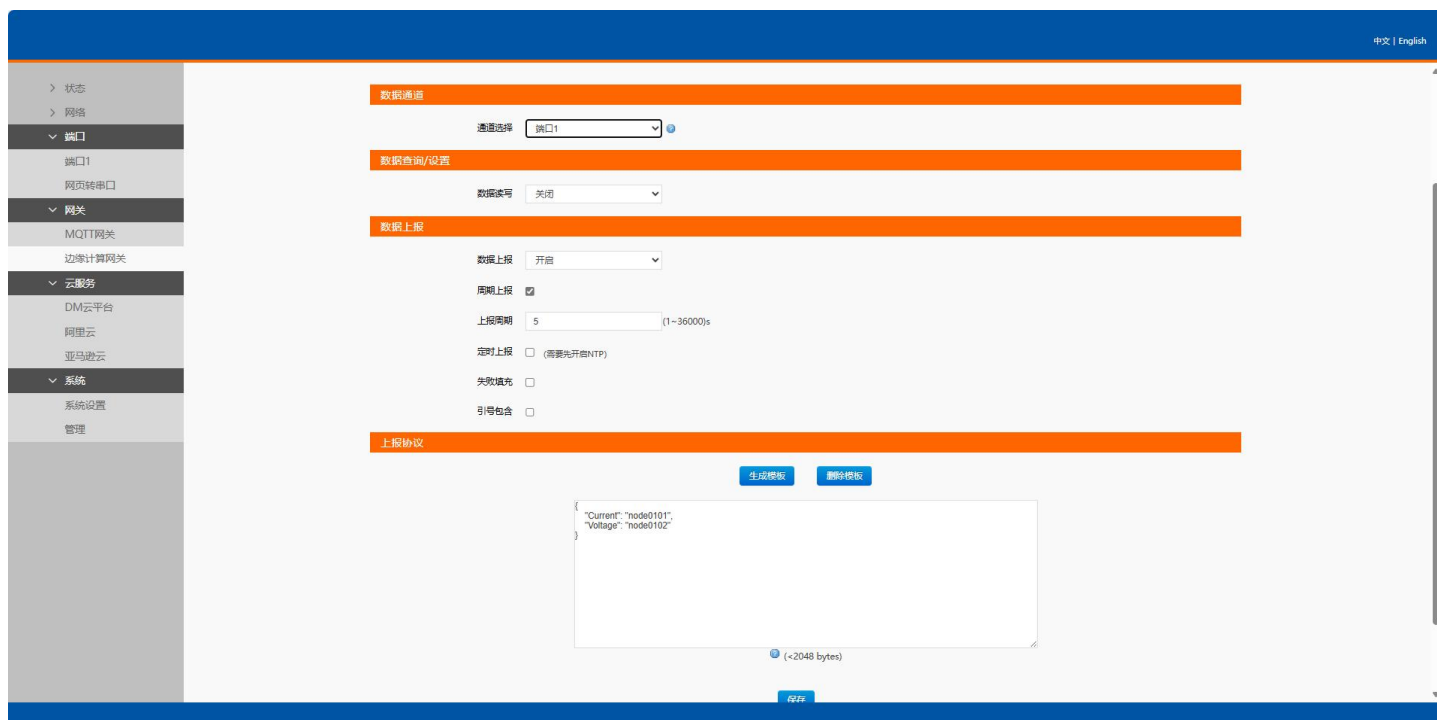 中文 | English
状态
网络
端口
端口1
网页转串口
网关
MQTT网关
边缘计算网关
云服务
DM云平台
阿里云
亚马逊云
系统
系统设置
管理
数据通道
通道选择 端口1
数据查询/设置
数据读写 关闭
数据上报
数据上报 开启
周期上报
上报周期 5 (1~36000)s
定时上报 (需要先开启NTP)
失败填充
引号包含
上报协议
生成模板 删除模板
{
"Current": "node0101",
"Voltage": "node0102"
}
(<2048 bytes)
保存